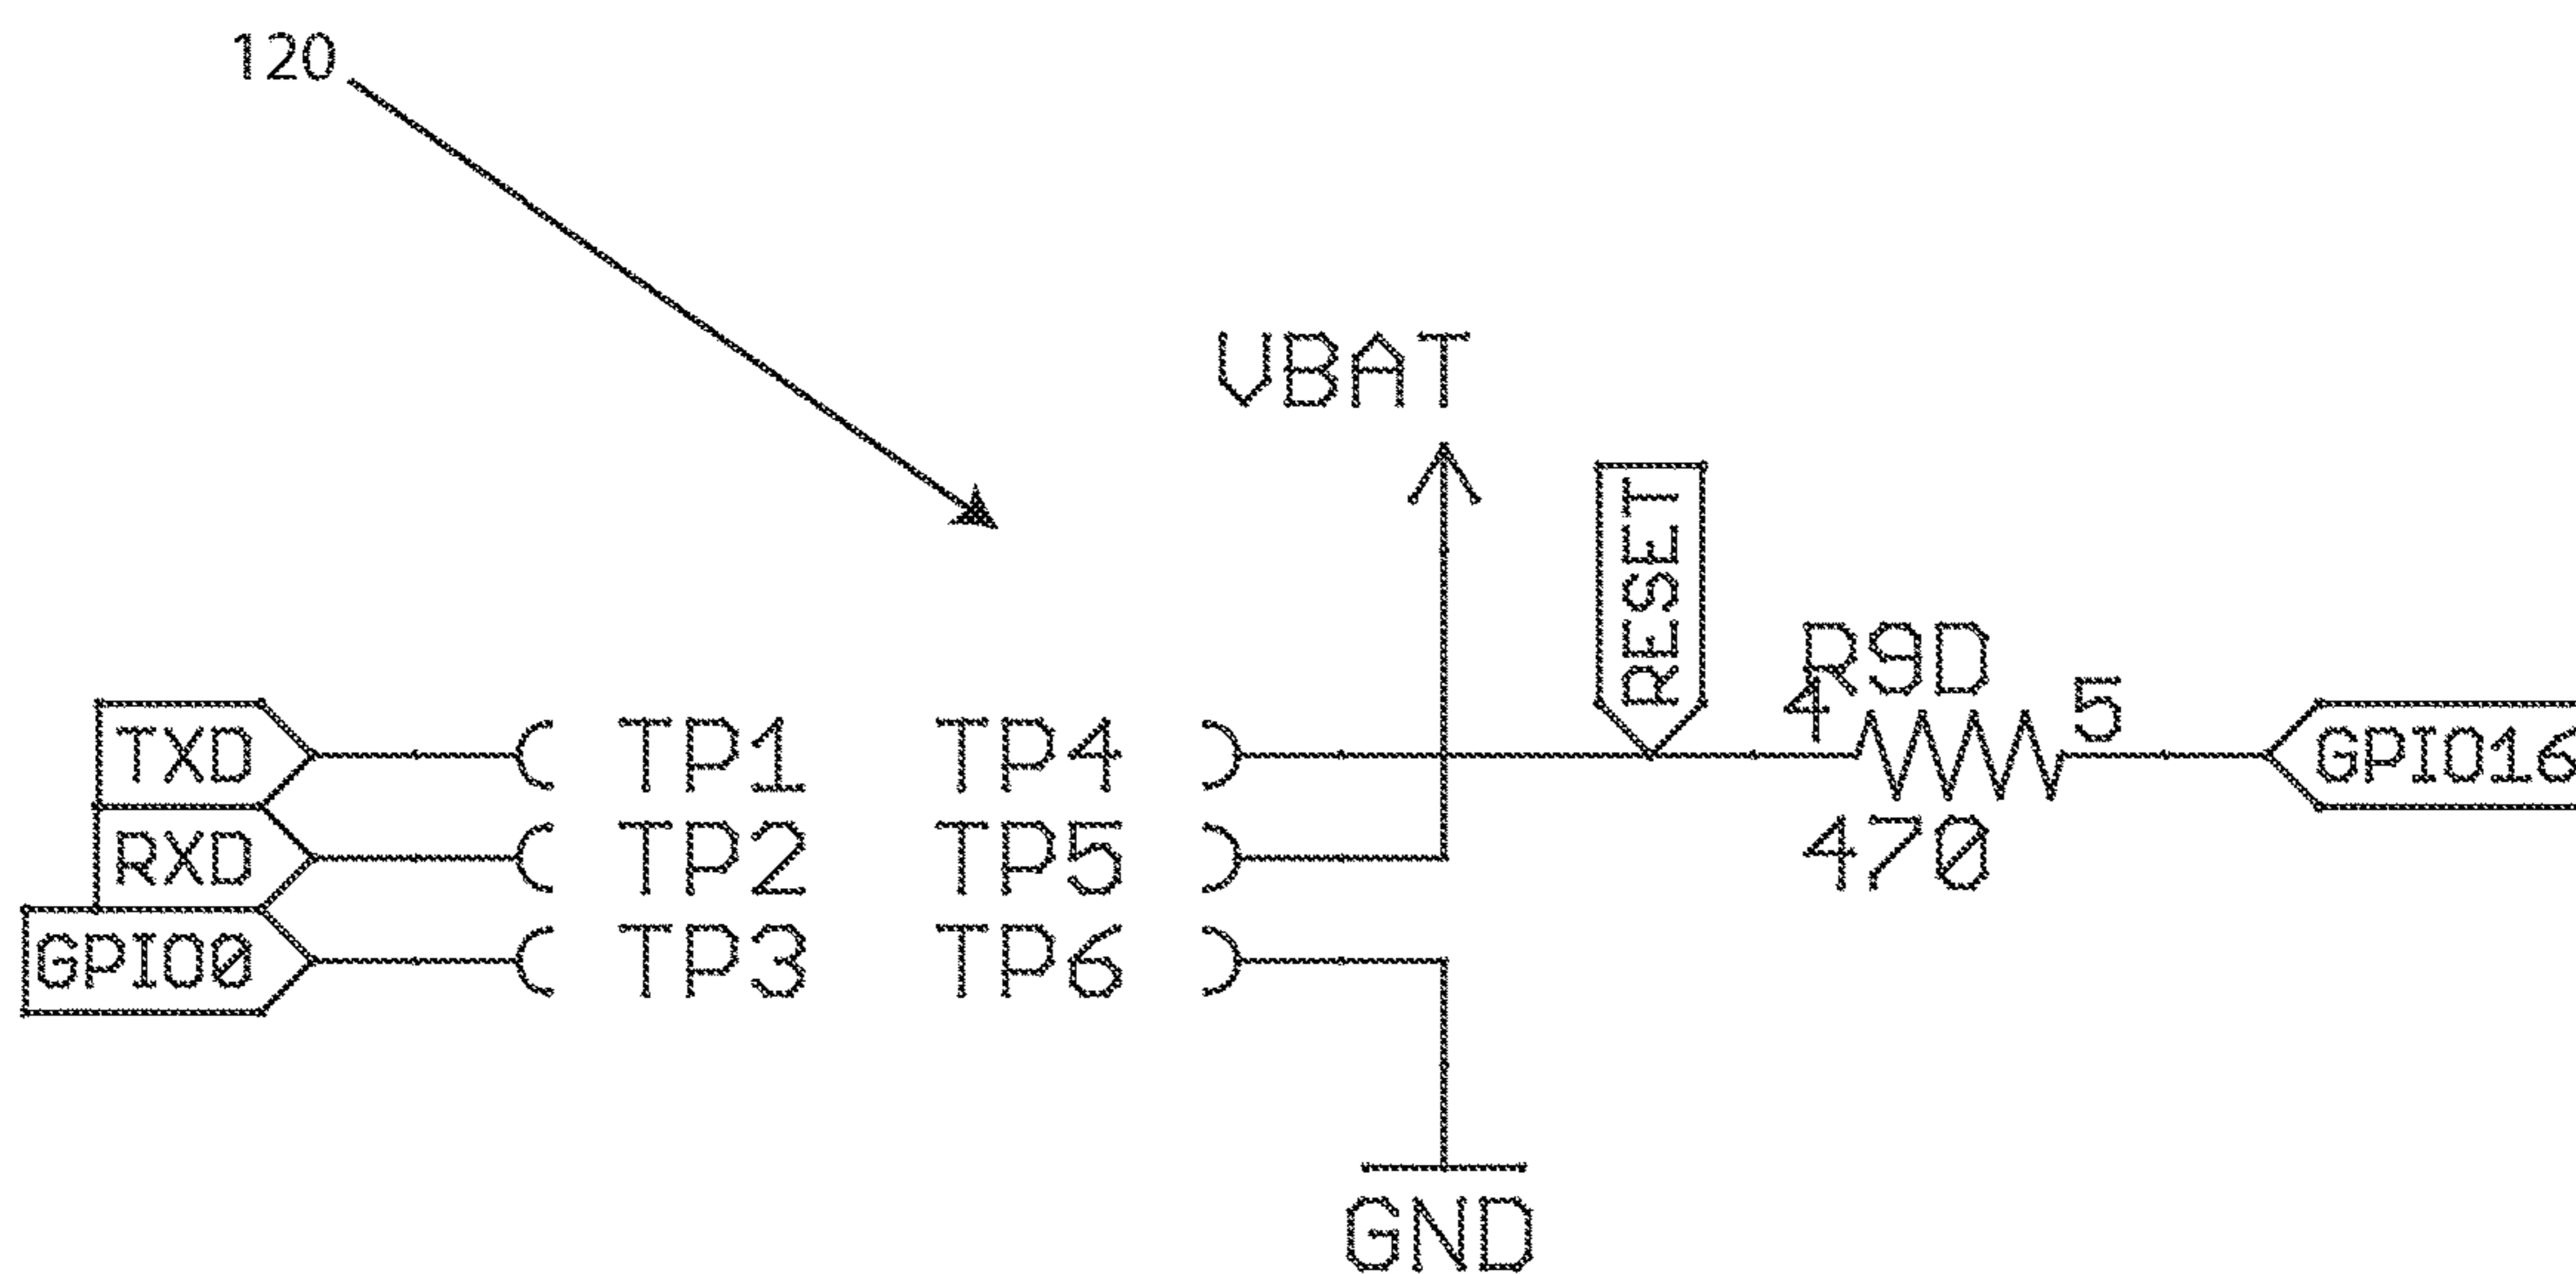 120
VBAT
RESET
R9D
4 5
TXD TP1 TP4 GPIO16
RXD TP2 TP5 470
GPIO0 TP3 TP6
GND